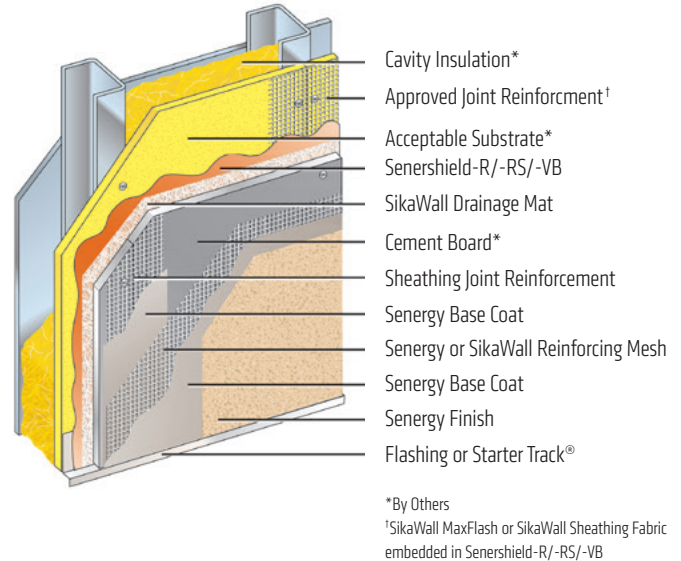 Cavity Insulation*
Approved Joint Reinforcment†
Acceptable Substrate*
Senershield-R/-RS/-VB
SikaWall Drainage Mat
Cement Board*
Sheathing Joint Reinforcement
Senergy Base Coat
Senergy or SikaWall Reinforcing Mesh
Senergy Base Coat
Senergy Finish
Flashing or Starter Track®
*By Others
†SikaWall MaxFlash or SikaWall Sheathing Fabric
embedded in Senershield-R/-RS/-VB